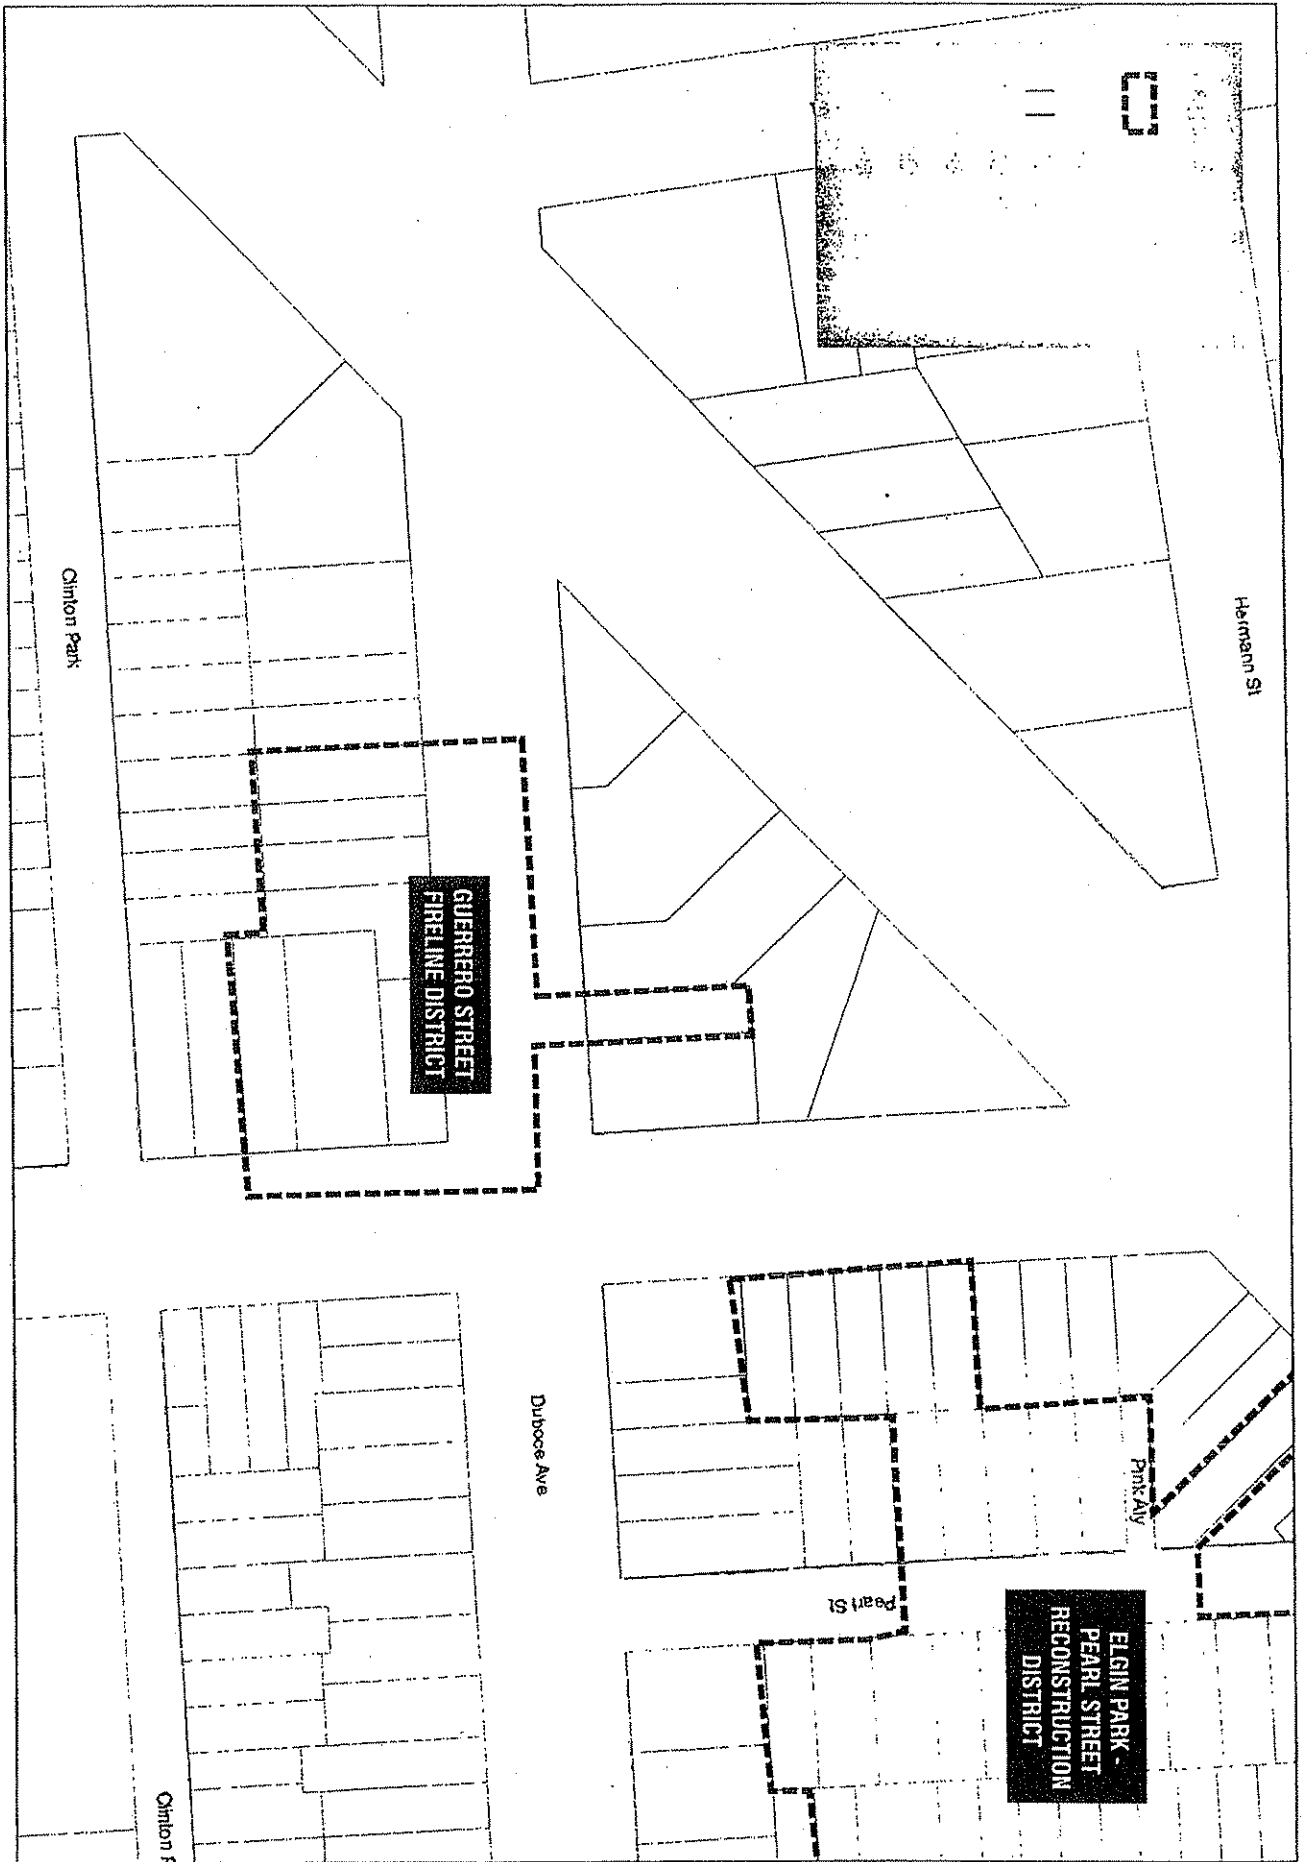 Hermann St
Clinton Park
GUERRERO STREET
FIRELINE DISTRICT
Duboce Ave
Pink Aly
Pearl St
ELGIN PARK -
PEARL STREET
RECONSTRUCTION
DISTRICT
Clinton P